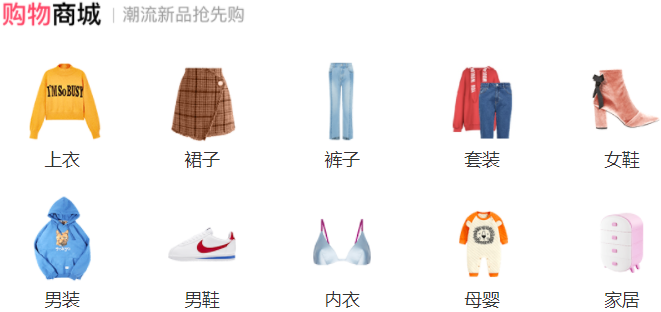 购物商城 | 潮流新品抢先购
I'M SO BUSY
上衣 裙子 裤子 套装 女鞋
男装 男鞋 内衣 母婴 家居